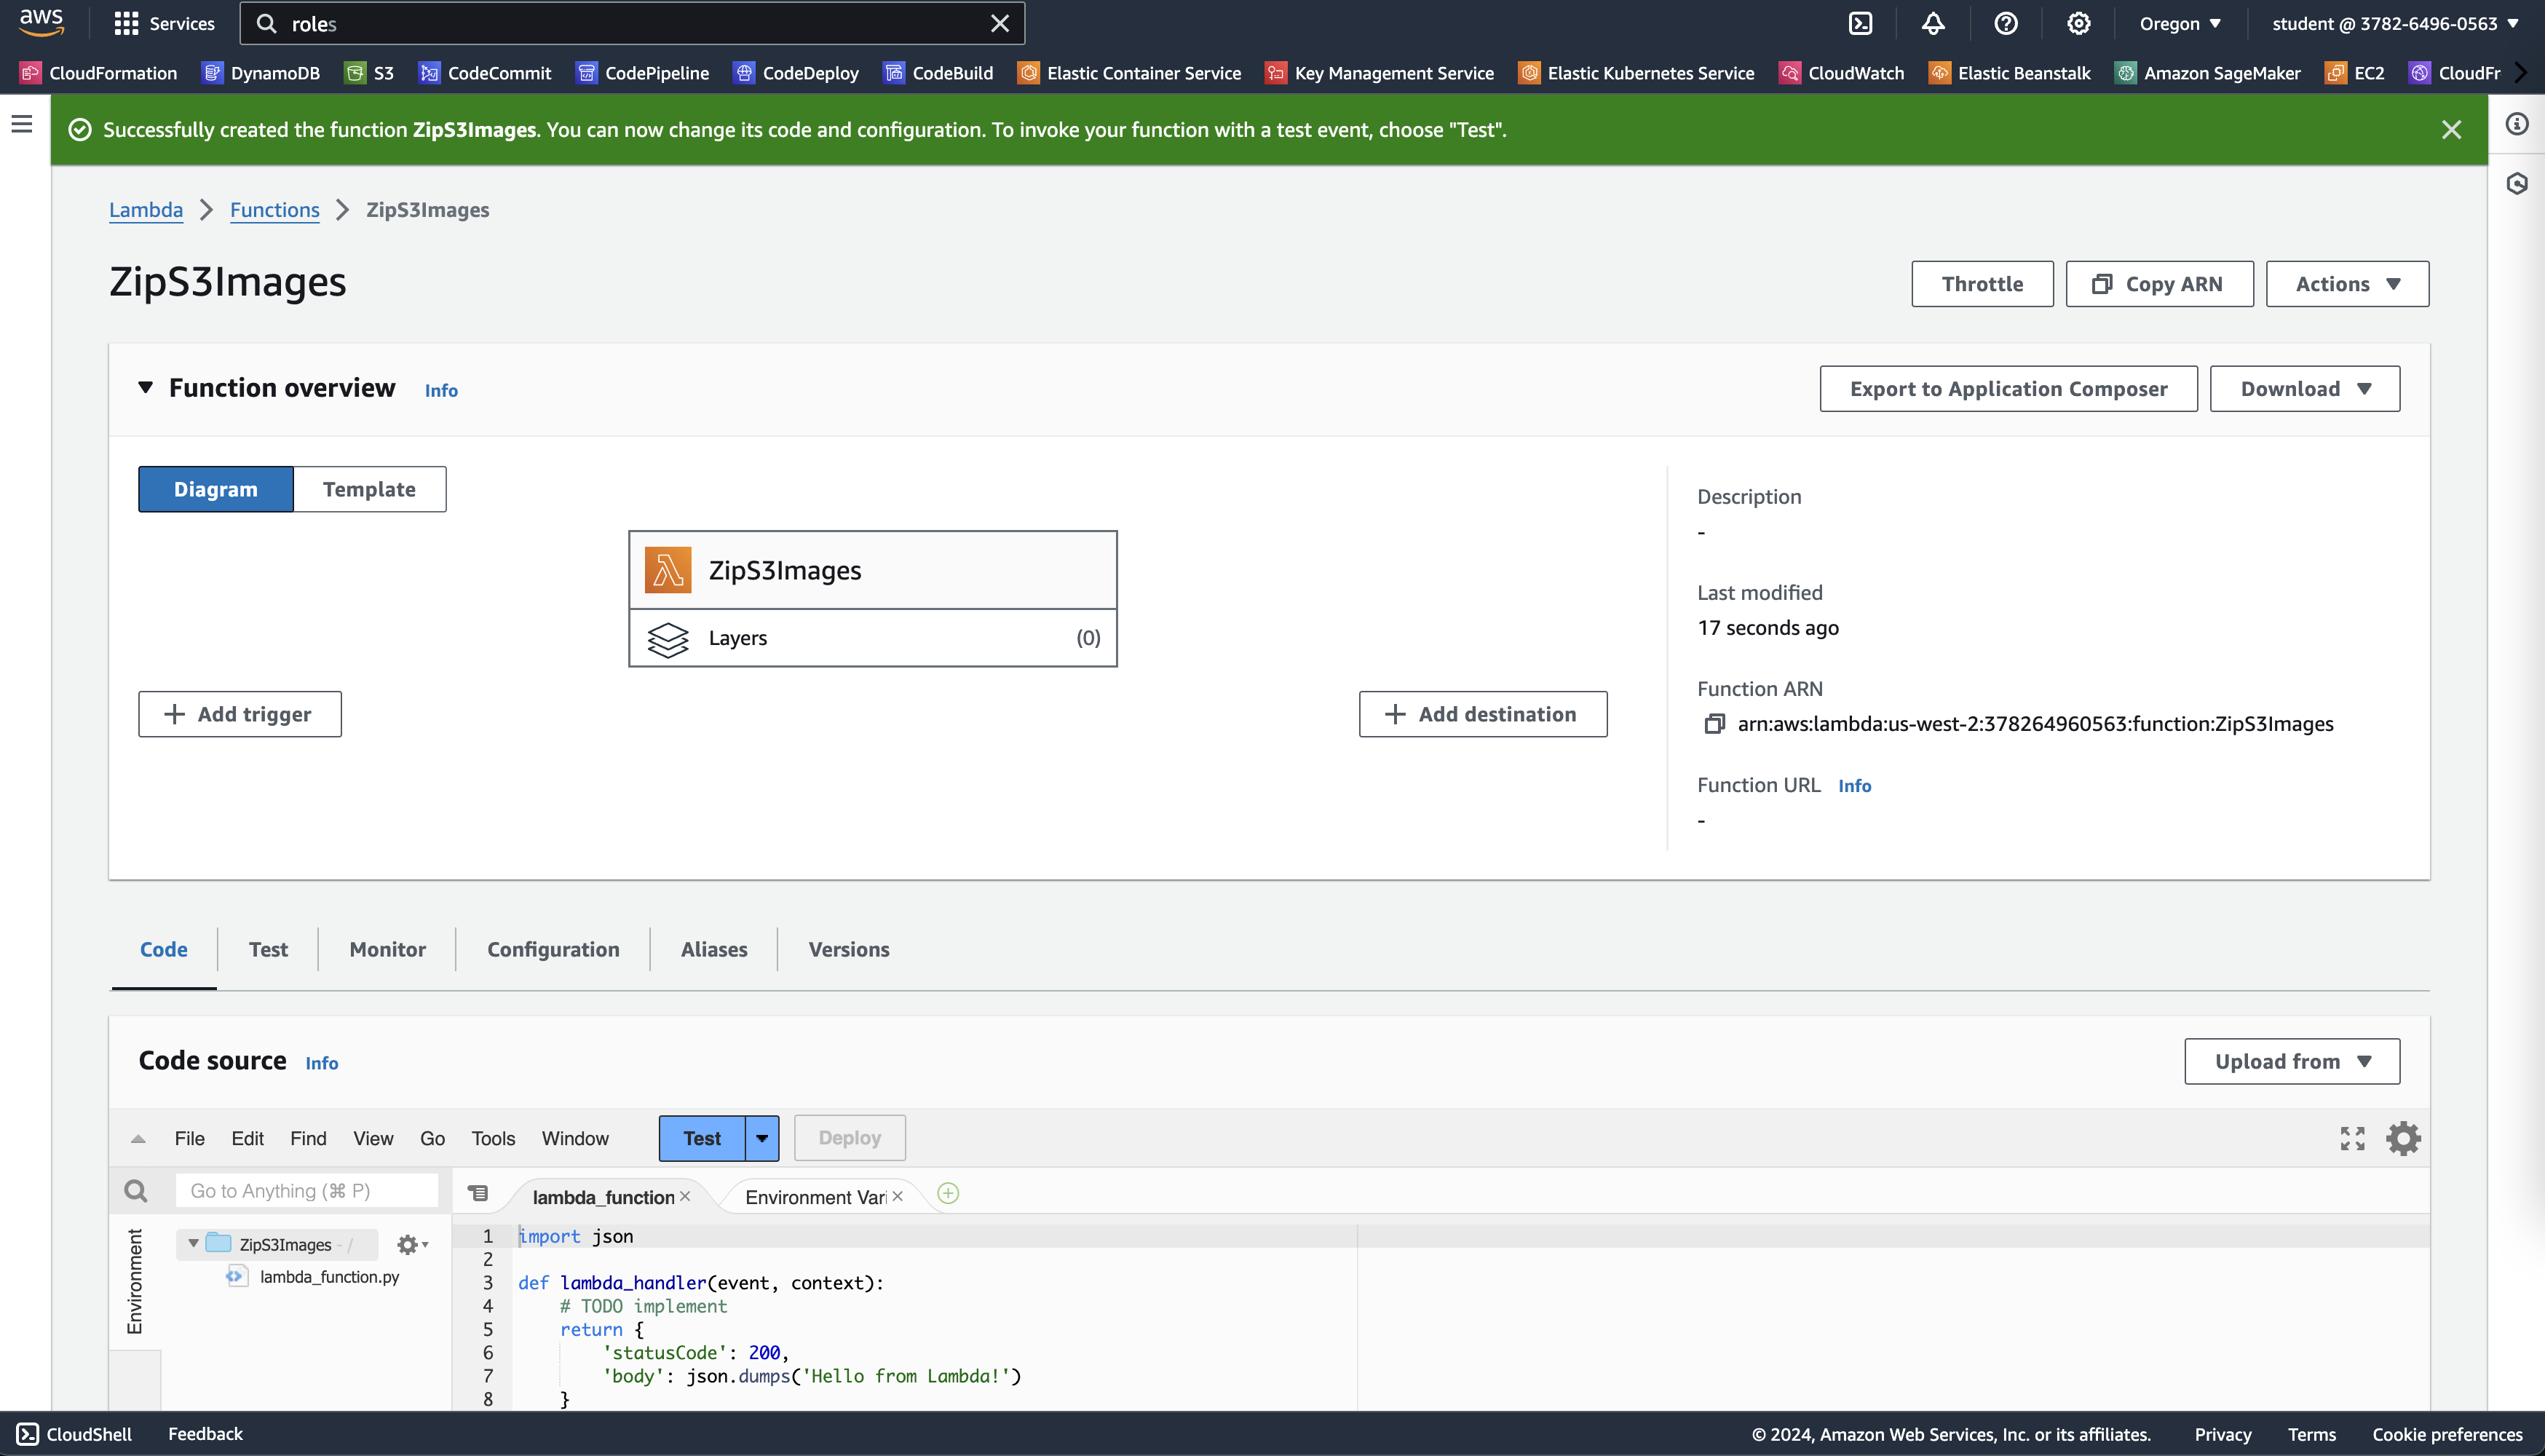 aws Services roles Oregon student @ 3782-6496-0563
CloudFormation DynamoDB S3 CodeCommit CodePipeline CodeDeploy CodeBuild Elastic Container Service Key Management Service Elastic Kubernetes Service CloudWatch Elastic Beanstalk Amazon SageMaker EC2 CloudFr
Successfully created the function ZipS3Images. You can now change its code and configuration. To invoke your function with a test event, choose "Test".
Lambda Functions ZipS3Images
ZipS3Images
Throttle Copy ARN Actions
Function overview Info
Export to Application Composer Download
Diagram Template
ZipS3Images
Layers (0)
Add trigger
Add destination
Description
-
Last modified
17 seconds ago
Function ARN
arn:aws:lambda:us-west-2:378264960563:function:ZipS3Images
Function URL Info
-
Code Test Monitor Configuration Aliases Versions
Code source Info
Upload from
File Edit Find View Go Tools Window Test Deploy
Go to Anything (⌘ P)
lambda_function × Environment Vari ×
Environment
ZipS3Images - /
lambda_function.py
1 import json
2
3 def lambda_handler(event, context):
4 # TODO implement
5 return {
6 'statusCode': 200,
7 'body': json.dumps('Hello from Lambda!')
8 }
CloudShell Feedback © 2024, Amazon Web Services, Inc. or its affiliates. Privacy Terms Cookie preferences